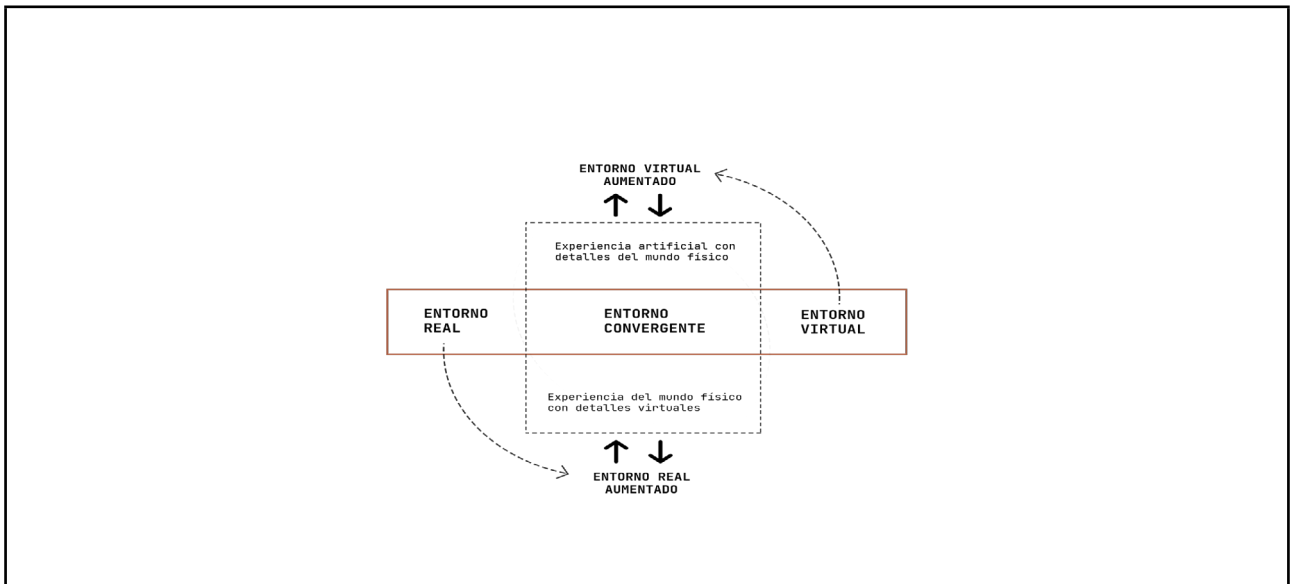 ENTORNO VIRTUAL
AUMENTADO
Experiencia artificial con
detalles del mundo físico
ENTORNO
REAL
ENTORNO
CONVERGENTE
ENTORNO
VIRTUAL
Experiencia del mundo físico
con detalles virtuales
ENTORNO REAL
AUMENTADO